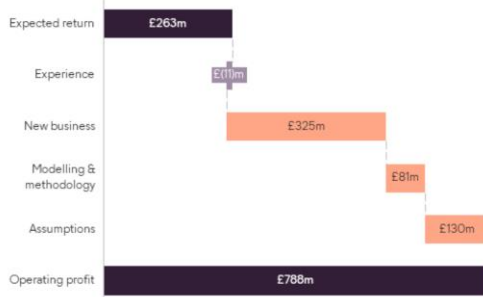 Expected return £263m
Experience £(11)m
New business £325m
Modelling &
methodology £81m
Assumptions £130m
Operating profit £788m